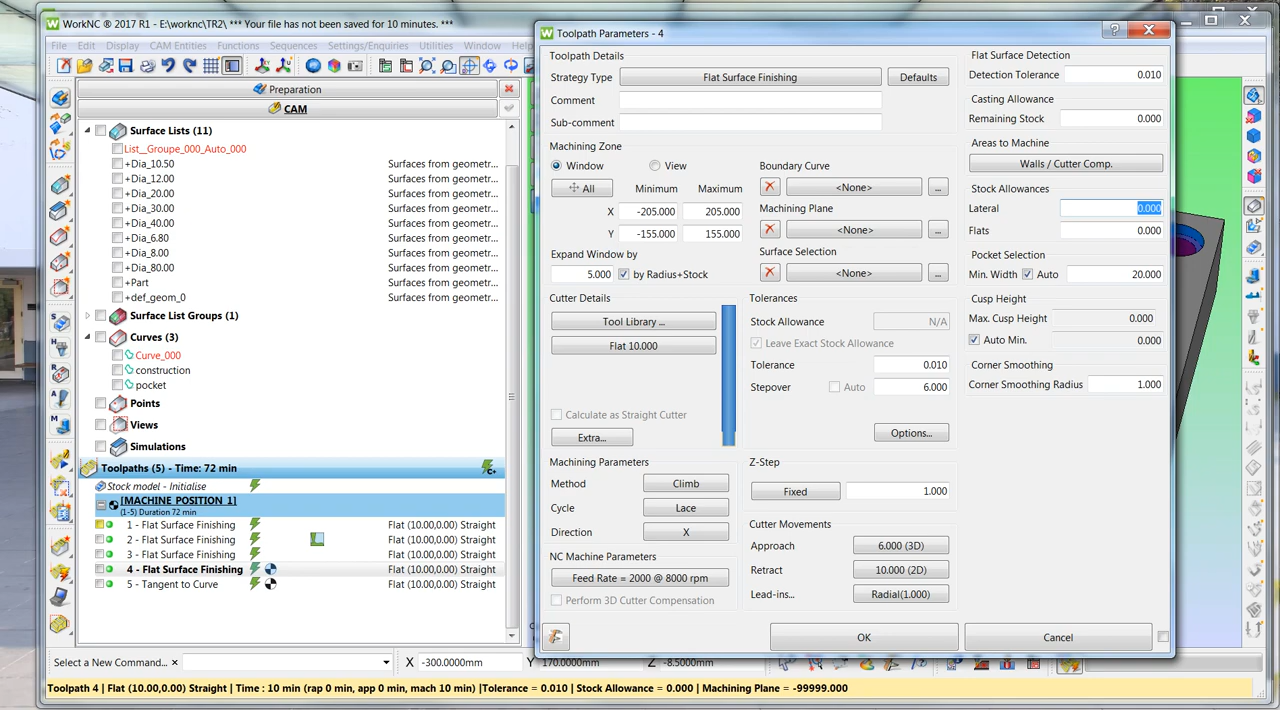 WorkNC ® 2017 R1 - E:\worknc\TR2\ *** Your file has not been saved for 10 minutes. ***
File Edit Display CAM Entities Functions Sequences Settings/Enquiries Utilities Window Help
Preparation
CAM
Surface Lists (11)
List__Groupe_000_Auto_000
+Dia_10.50 Surfaces from geometr...
+Dia_12.00 Surfaces from geometr...
+Dia_20.00 Surfaces from geometr...
+Dia_30.00 Surfaces from geometr...
+Dia_40.00 Surfaces from geometr...
+Dia_6.80 Surfaces from geometr...
+Dia_8.00 Surfaces from geometr...
+Dia_80.00 Surfaces from geometr...
+Part Surfaces from geometr...
+def_geom_0 Surfaces from geometr...
Surface List Groups (1)
Curves (3)
Curve_000
construction
pocket
Points
Views
Simulations
Toolpaths (5) - Time: 72 min
Stock model - Initialise
[MACHINE POSITION 1]
(1-5) Duration 72 min
1 - Flat Surface Finishing Flat (10.00,0.00) Straight
2 - Flat Surface Finishing Flat (10.00,0.00) Straight
3 - Flat Surface Finishing Flat (10.00,0.00) Straight
4 - Flat Surface Finishing Flat (10.00,0.00) Straight
5 - Tangent to Curve Flat (10.00,0.00) Straight
Select a New Command... X -300.0000mm Y 170.0000mm Z -8.5000mm
Toolpath 4 | Flat (10.00,0.00) Straight | Time : 10 min (rap 0 min, app 0 min, mach 10 min) |Tolerance = 0.010 | Stock Allowance = 0.000 | Machining Plane = -99999.000
Toolpath Parameters - 4
Toolpath Details
Strategy Type Flat Surface Finishing Defaults
Comment
Sub-comment
Machining Zone
Window View
All Minimum Maximum
X -205.000 205.000
Y -155.000 155.000
Expand Window by
5.000 by Radius+Stock
Boundary Curve
<None> ...
Machining Plane
<None> ...
Surface Selection
<None> ...
Cutter Details
Tool Library ...
Flat 10.000
Calculate as Straight Cutter
Extra...
Tolerances
Stock Allowance N/A
Leave Exact Stock Allowance
Tolerance 0.010
Stepover Auto 6.000
Options...
Machining Parameters
Method Climb
Cycle Lace
Direction X
NC Machine Parameters
Feed Rate = 2000 @ 8000 rpm
Perform 3D Cutter Compensation
Z-Step
Fixed 1.000
Cutter Movements
Approach 6.000 (3D)
Retract 10.000 (2D)
Lead-ins... Radial(1.000)
Flat Surface Detection
Detection Tolerance 0.010
Casting Allowance
Remaining Stock 0.000
Areas to Machine
Walls / Cutter Comp.
Stock Allowances
Lateral 0.000
Flats 0.000
Pocket Selection
Min. Width Auto 20.000
Cusp Height
Max. Cusp Height 0.000
Auto Min. 0.000
Corner Smoothing
Corner Smoothing Radius 1.000
OK Cancel